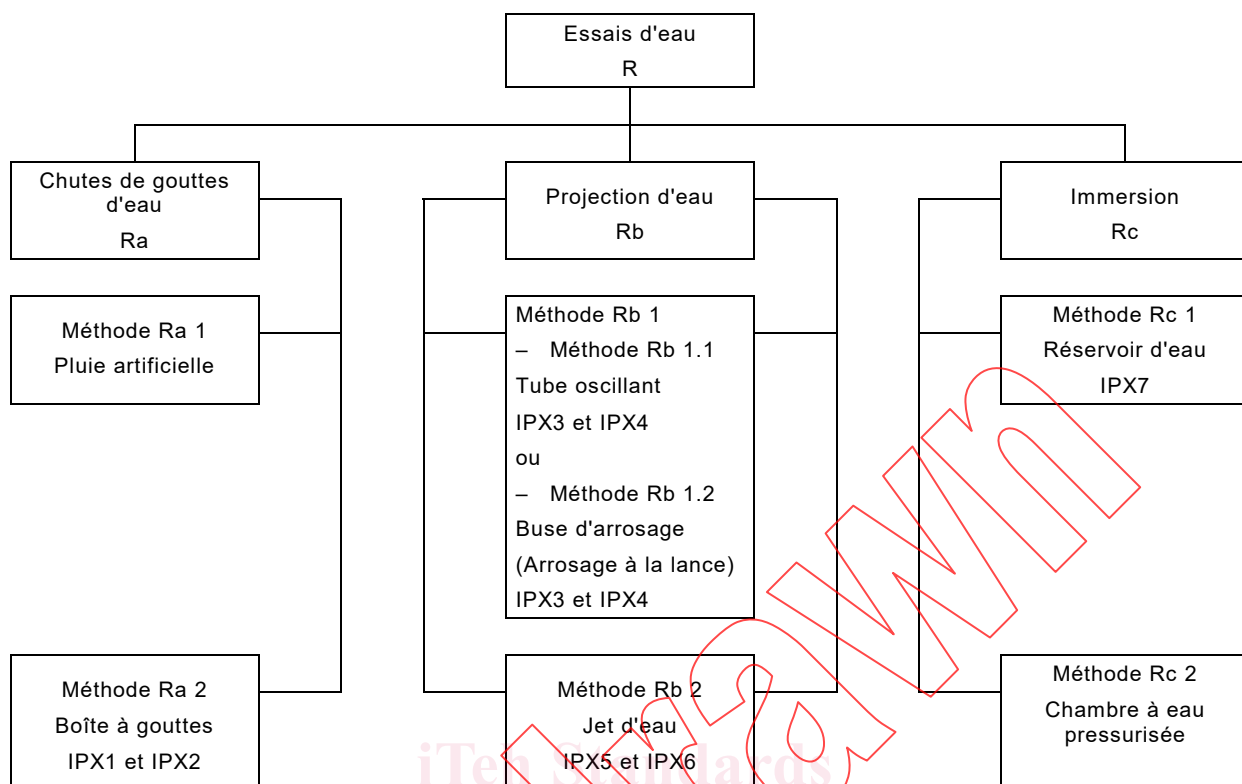 Essais d'eau
R
Chutes de gouttes
d'eau
Ra
Projection d'eau
Rb
Immersion
Rc
Méthode Ra 1
Pluie artificielle
Méthode Rb 1
– Méthode Rb 1.1
Tube oscillant
IPX3 et IPX4
ou
– Méthode Rb 1.2
Buse d'arrosage
(Arrosage à la lance)
IPX3 et IPX4
Méthode Rc 1
Réservoir d'eau
IPX7
Méthode Ra 2
Boîte à gouttes
IPX1 et IPX2
Méthode Rb 2
Jet d'eau
IPX5 et IPX6
Méthode Rc 2
Chambre à eau
pressurisée
iTeh Standards
rawn